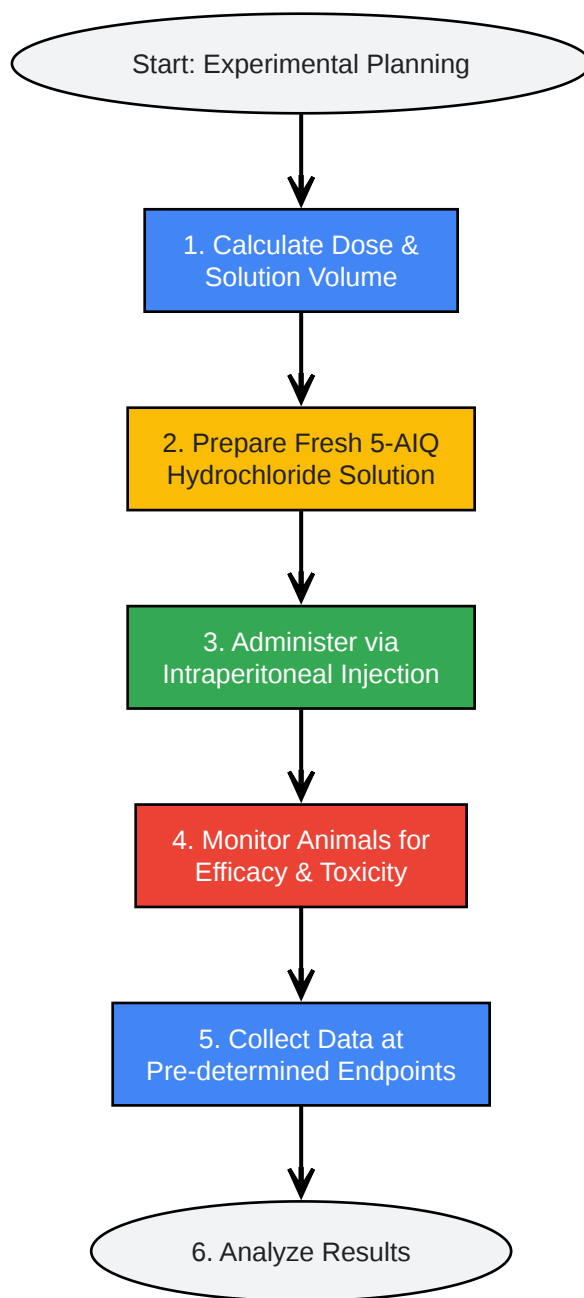 Start: Experimental Planning
1. Calculate Dose &
Solution Volume
2. Prepare Fresh 5-AIQ
Hydrochloride Solution
3. Administer via
Intraperitoneal Injection
4. Monitor Animals for
Efficacy & Toxicity
5. Collect Data at
Pre-determined Endpoints
6. Analyze Results